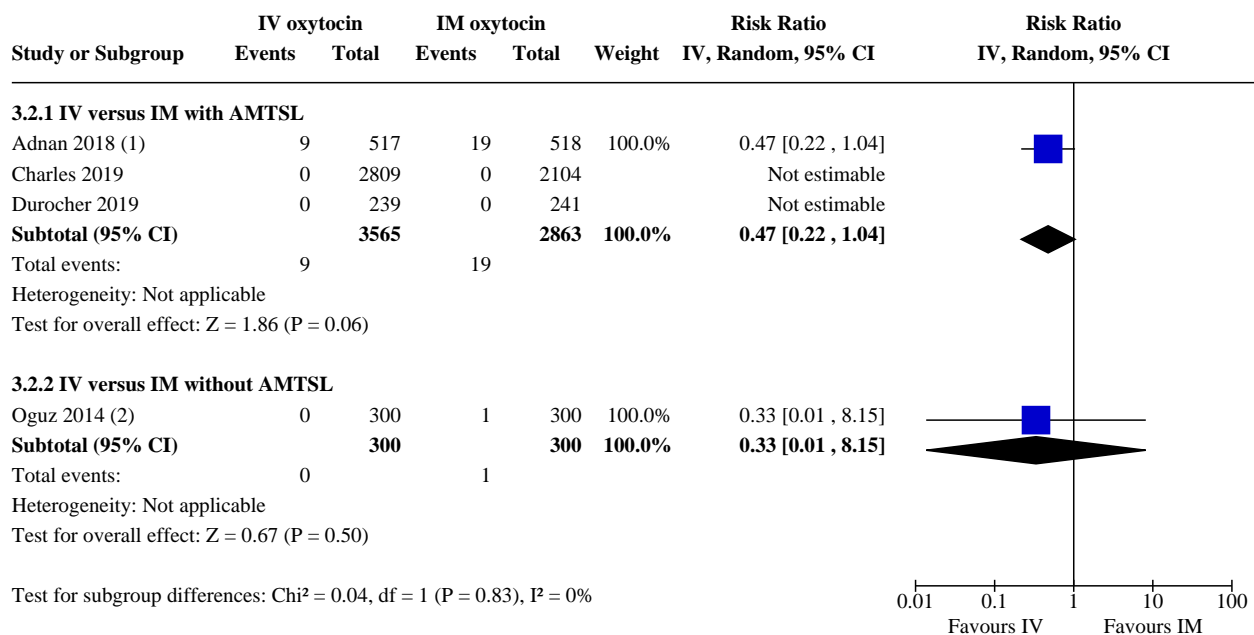 IV oxytocin IM oxytocin Risk Ratio Risk Ratio
Study or Subgroup Events Total Events Total Weight IV, Random, 95% CI IV, Random, 95% CI
3.2.1 IV versus IM with AMTSL
Adnan 2018 (1) 9 517 19 518 100.0% 0.47 [0.22 , 1.04]
Charles 2019 0 2809 0 2104 Not estimable
Durocher 2019 0 239 0 241 Not estimable
Subtotal (95% CI) 3565 2863 100.0% 0.47 [0.22 , 1.04]
Total events: 9 19
Heterogeneity: Not applicable
Test for overall effect: Z = 1.86 (P = 0.06)
3.2.2 IV versus IM without AMTSL
Oguz 2014 (2) 0 300 1 300 100.0% 0.33 [0.01 , 8.15]
Subtotal (95% CI) 300 300 100.0% 0.33 [0.01 , 8.15]
Total events: 0 1
Heterogeneity: Not applicable
Test for overall effect: Z = 0.67 (P = 0.50)
Test for subgroup differences: Chi² = 0.04, df = 1 (P = 0.83), I² = 0%
0.01 0.1 1 10 100
Favours IV Favours IM